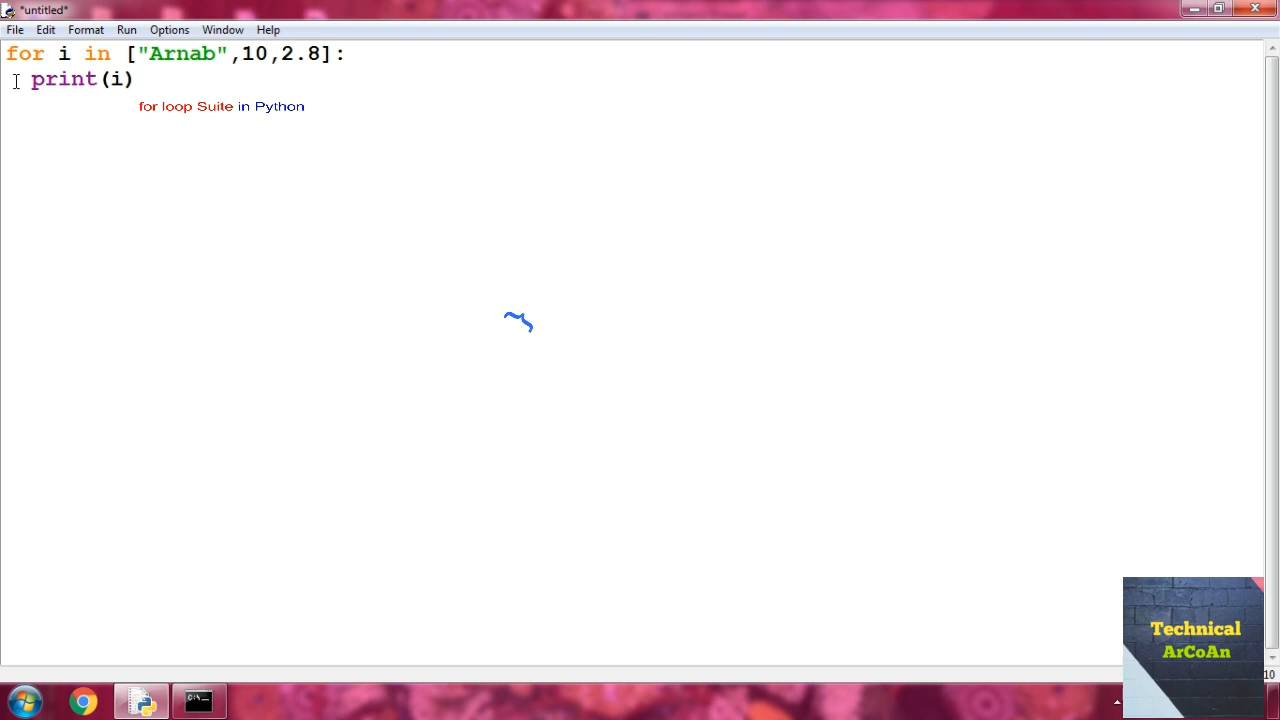 *untitled*
File Edit Format Run Options Window Help
for i in ["Arnab",10,2.8]:
print(i)
for loop Suite in Python
Technical
ArCoAn
10
C:\_